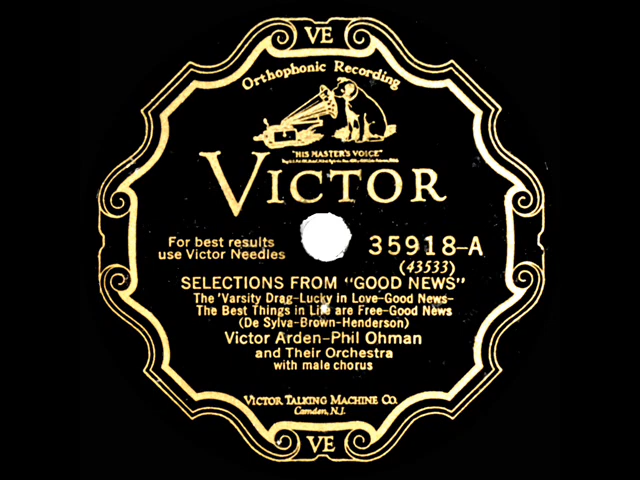 VE
Orthophonic Recording
"HIS MASTER'S VOICE"
VICTOR
For best results
use Victor Needles
35918-A
(43533)
SELECTIONS FROM "GOOD NEWS"
The 'Varsity Drag-Lucky in Love-Good News-
The Best Things in Life are Free-Good News
(De Sylva-Brown-Henderson)
Victor Arden-Phil Ohman
and Their Orchestra
with male chorus
VICTOR TALKING MACHINE CO.
Camden, N.J.
VE